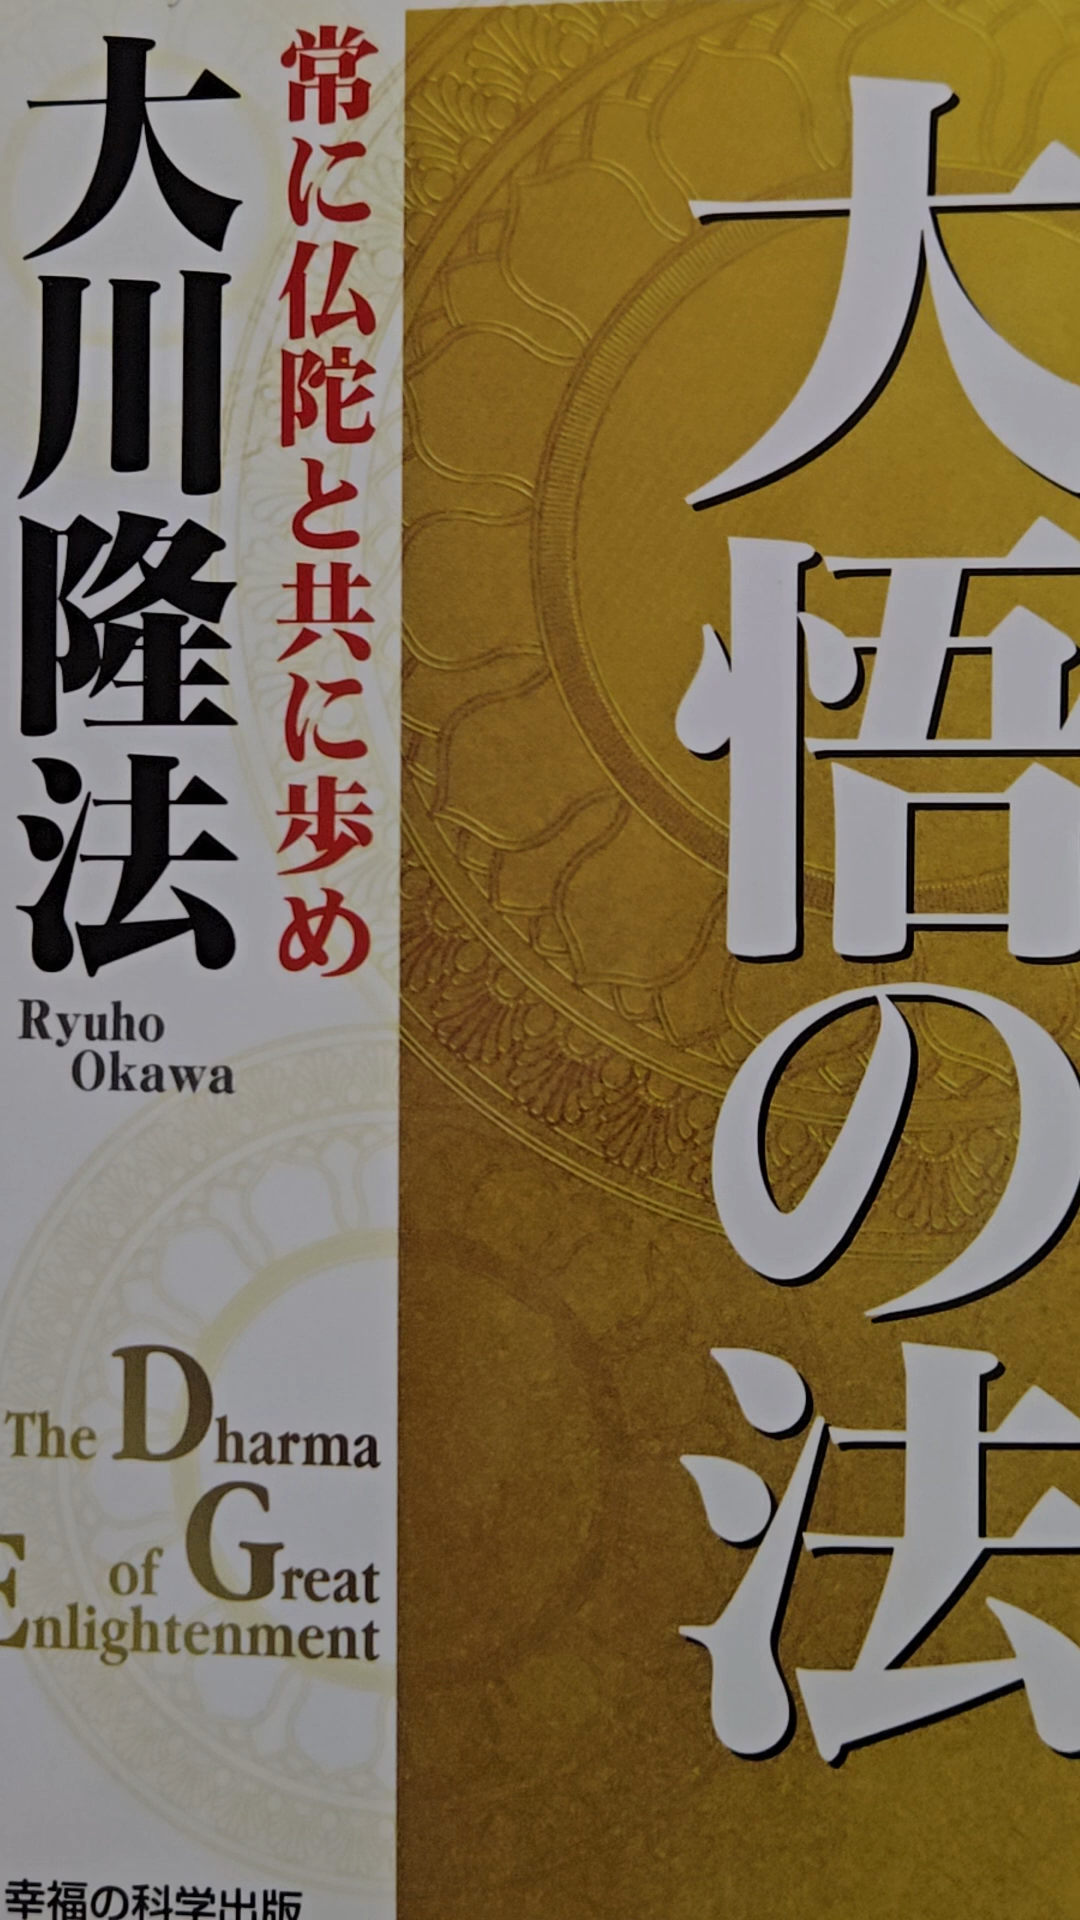 大悟の法
常に仏陀と共に歩め
大川隆法
Ryuho
Okawa
The Dharma
of Great
Enlightenment
幸福の科学出版